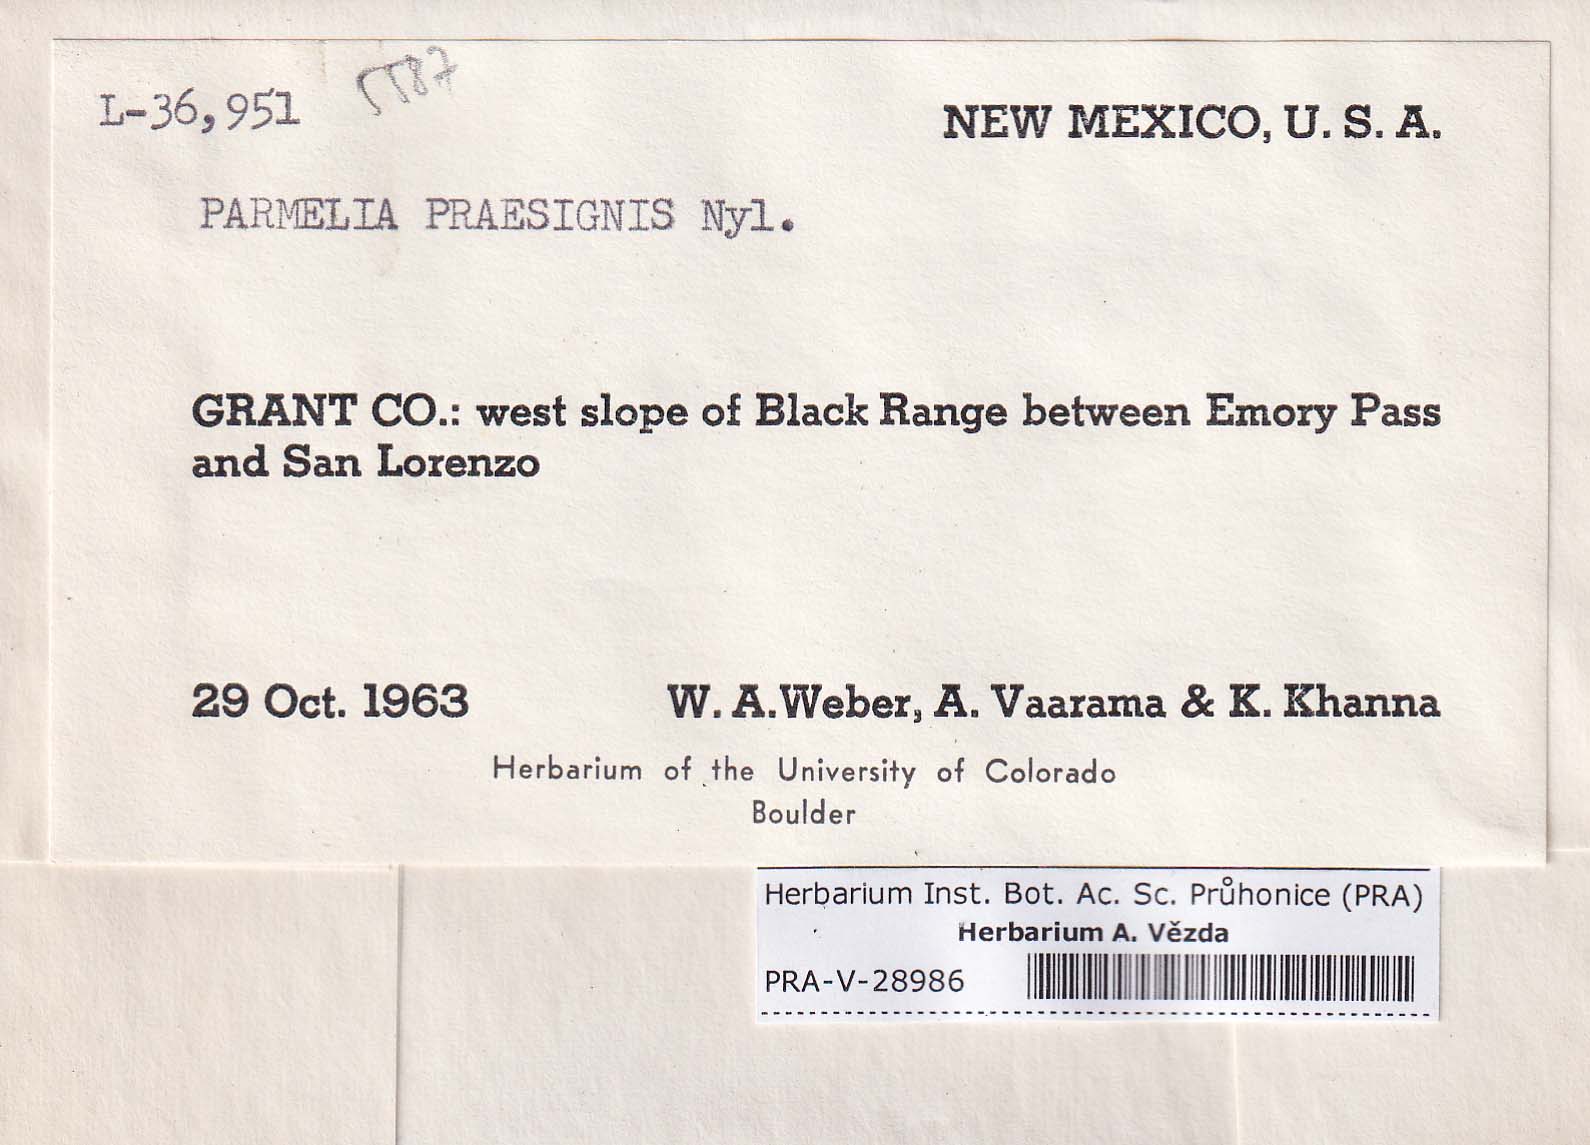 L-36,951
NEW MEXICO, U. S. A.
PARMELIA PRAESIGNIS Nyl.
GRANT CO.: west slope of Black Range between Emory Pass
and San Lorenzo
29 Oct. 1963 W. A. Weber, A. Vaarama & K. Khanna
Herbarium of the University of Colorado
Boulder
Herbarium Inst. Bot. Ac. Sc. Průhonice (PRA)
Herbarium A. Vězda
PRA-V-28986